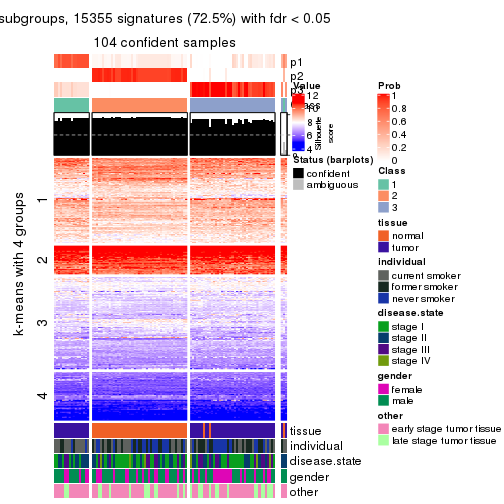 subgroups, 15355 signatures (72.5%) with fdr < 0.05
104 confident samples
p1
p2
p3
Value
12
10
8
6
4
Silhouette
score
Status (barplots)
confident
ambiguous
Prob
1
0.8
0.6
0.4
0.2
0
Class
1
2
3
tissue
normal
tumor
individual
current smoker
former smoker
never smoker
disease.state
stage I
stage II
stage III
stage IV
gender
female
male
other
early stage tumor tissue
late stage tumor tissue
k-means with 4 groups
1
2
3
4
tissue
individual
disease.state
gender
other